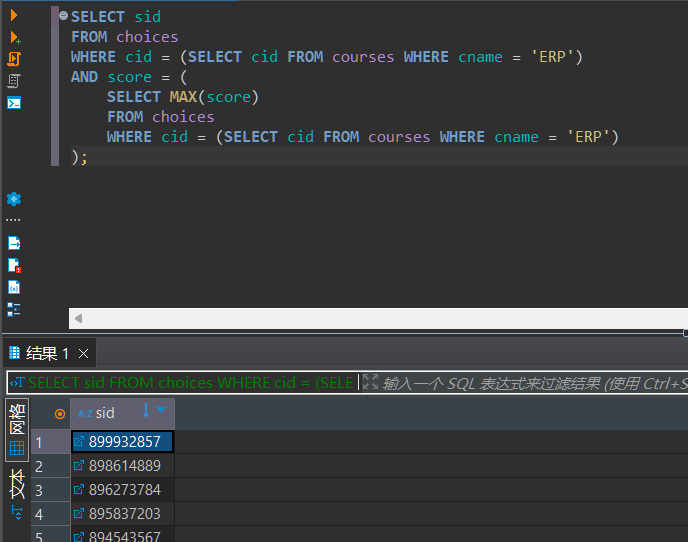 SELECT sid
FROM choices
WHERE cid = (SELECT cid FROM courses WHERE cname = 'ERP')
AND score = (
    SELECT MAX(score)
    FROM choices
    WHERE cid = (SELECT cid FROM courses WHERE cname = 'ERP')
);
结果 1
SELECT sid FROM choices WHERE cid = (SELE
输入一个 SQL 表达式来过滤结果 (使用 Ctrl+S
网格
文本
A-Z sid
1 899932857
2 898614889
3 896273784
4 895837203
5 894543567